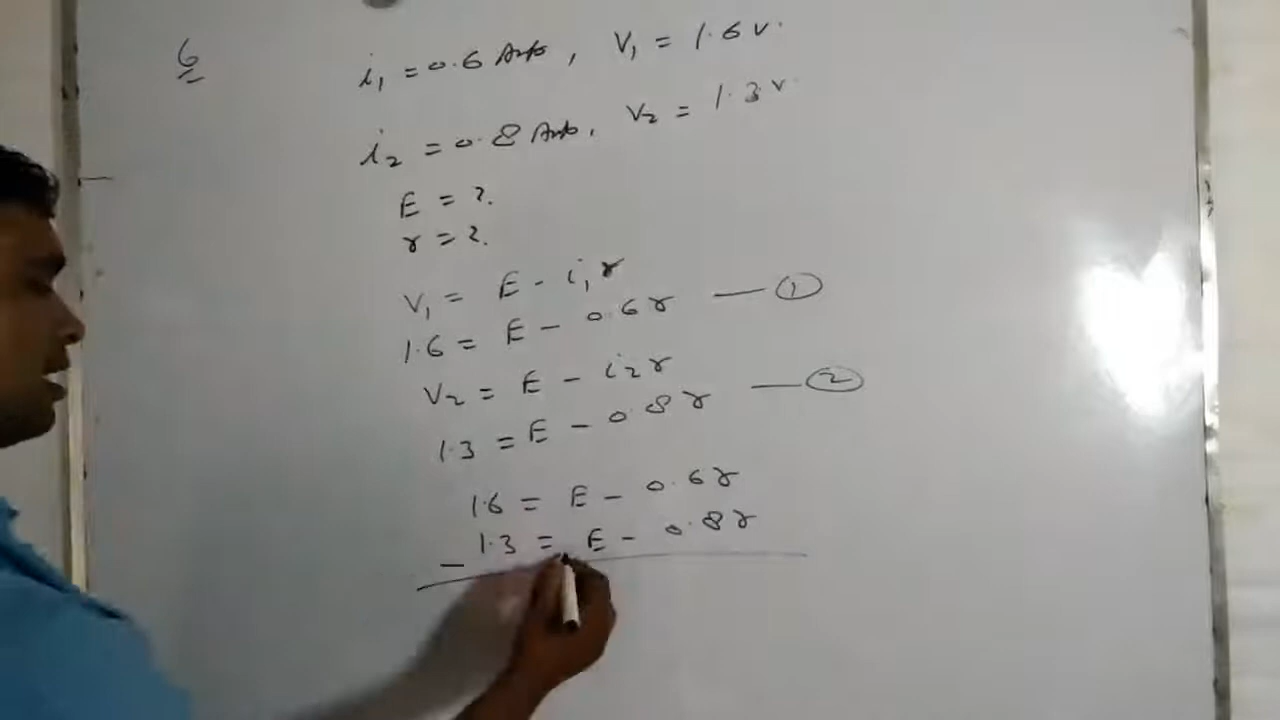 6
i₁ = 0.6 Amp, V₁ = 1.6 v.
i₂ = 0.8 Amp, V₂ = 1.3 v.
E = ?.
r = ?.
V₁ = E - i₁r
1.6 = E - 0.6r — ①
V₂ = E - i₂r
1.3 = E - 0.8r — ②
1.6 = E - 0.6r
- 1.3 = E - 0.8r